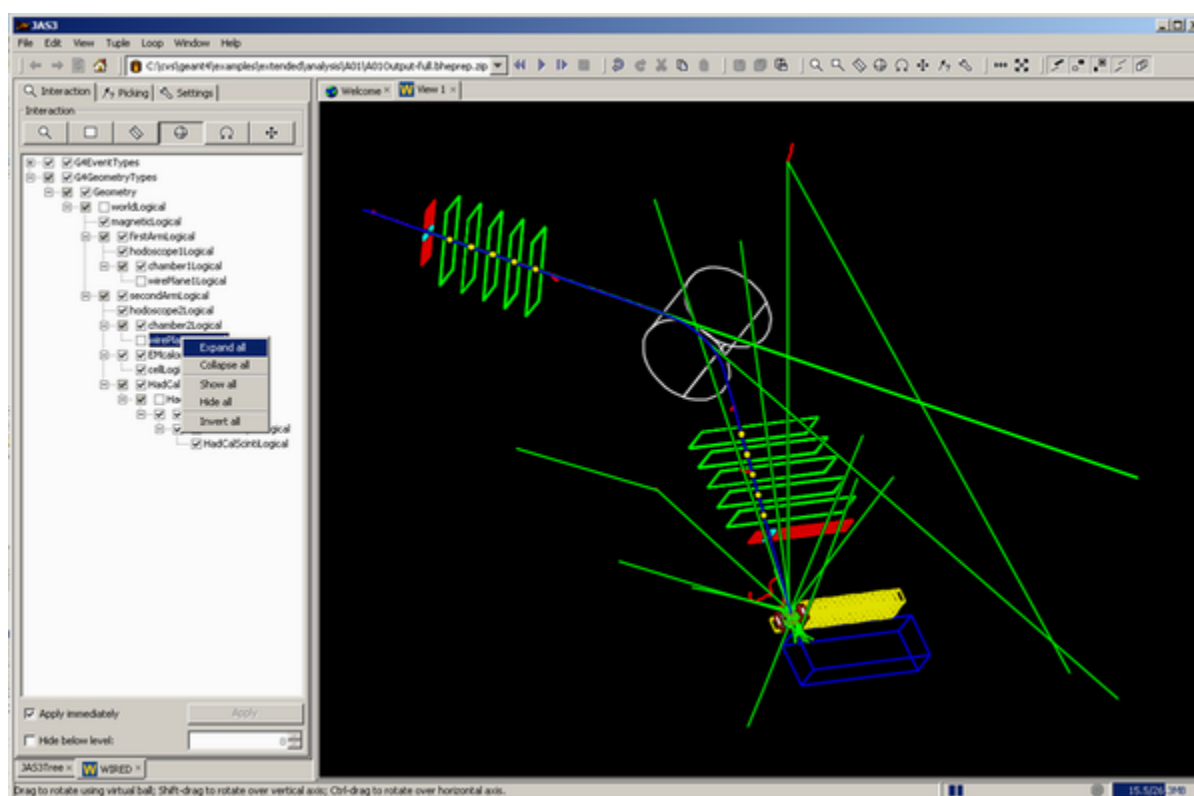 JAS3
File Edit View Tuple Loop Window Help
C:\cvs\geant4\examples\extended\analysis\A01\A01Output-full.bheprep.zip
Interaction Picking Settings
Welcome View 1
Interaction
G4EventTypes
G4GeometryTypes
Geometry
worldLogical
magneticLogical
firstArmLogical
hodoscope1Logical
chamber1Logical
wirePlane1Logical
secondArmLogical
hodoscope2Logical
chamber2Logical
Expand all
Collapse all
Show all
Hide all
Invert all
HadCalScintiLogical
Apply immediately Apply
Hide below level: 0
JAS3Tree WIRED
Drag to rotate using virtual ball; Shift-drag to rotate over vertical axis; Ctrl-drag to rotate over horizontal axis.